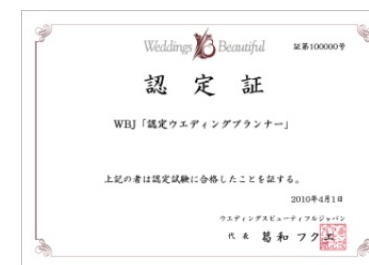 Weddings Beautiful
証第100000号
認定証
WBJ「認定ウエディングプランナー」
上記の者は認定試験に合格したことを証する。
2010年4月1日
ウエディングスビューティフルジャパン
代表 葛和フクエ